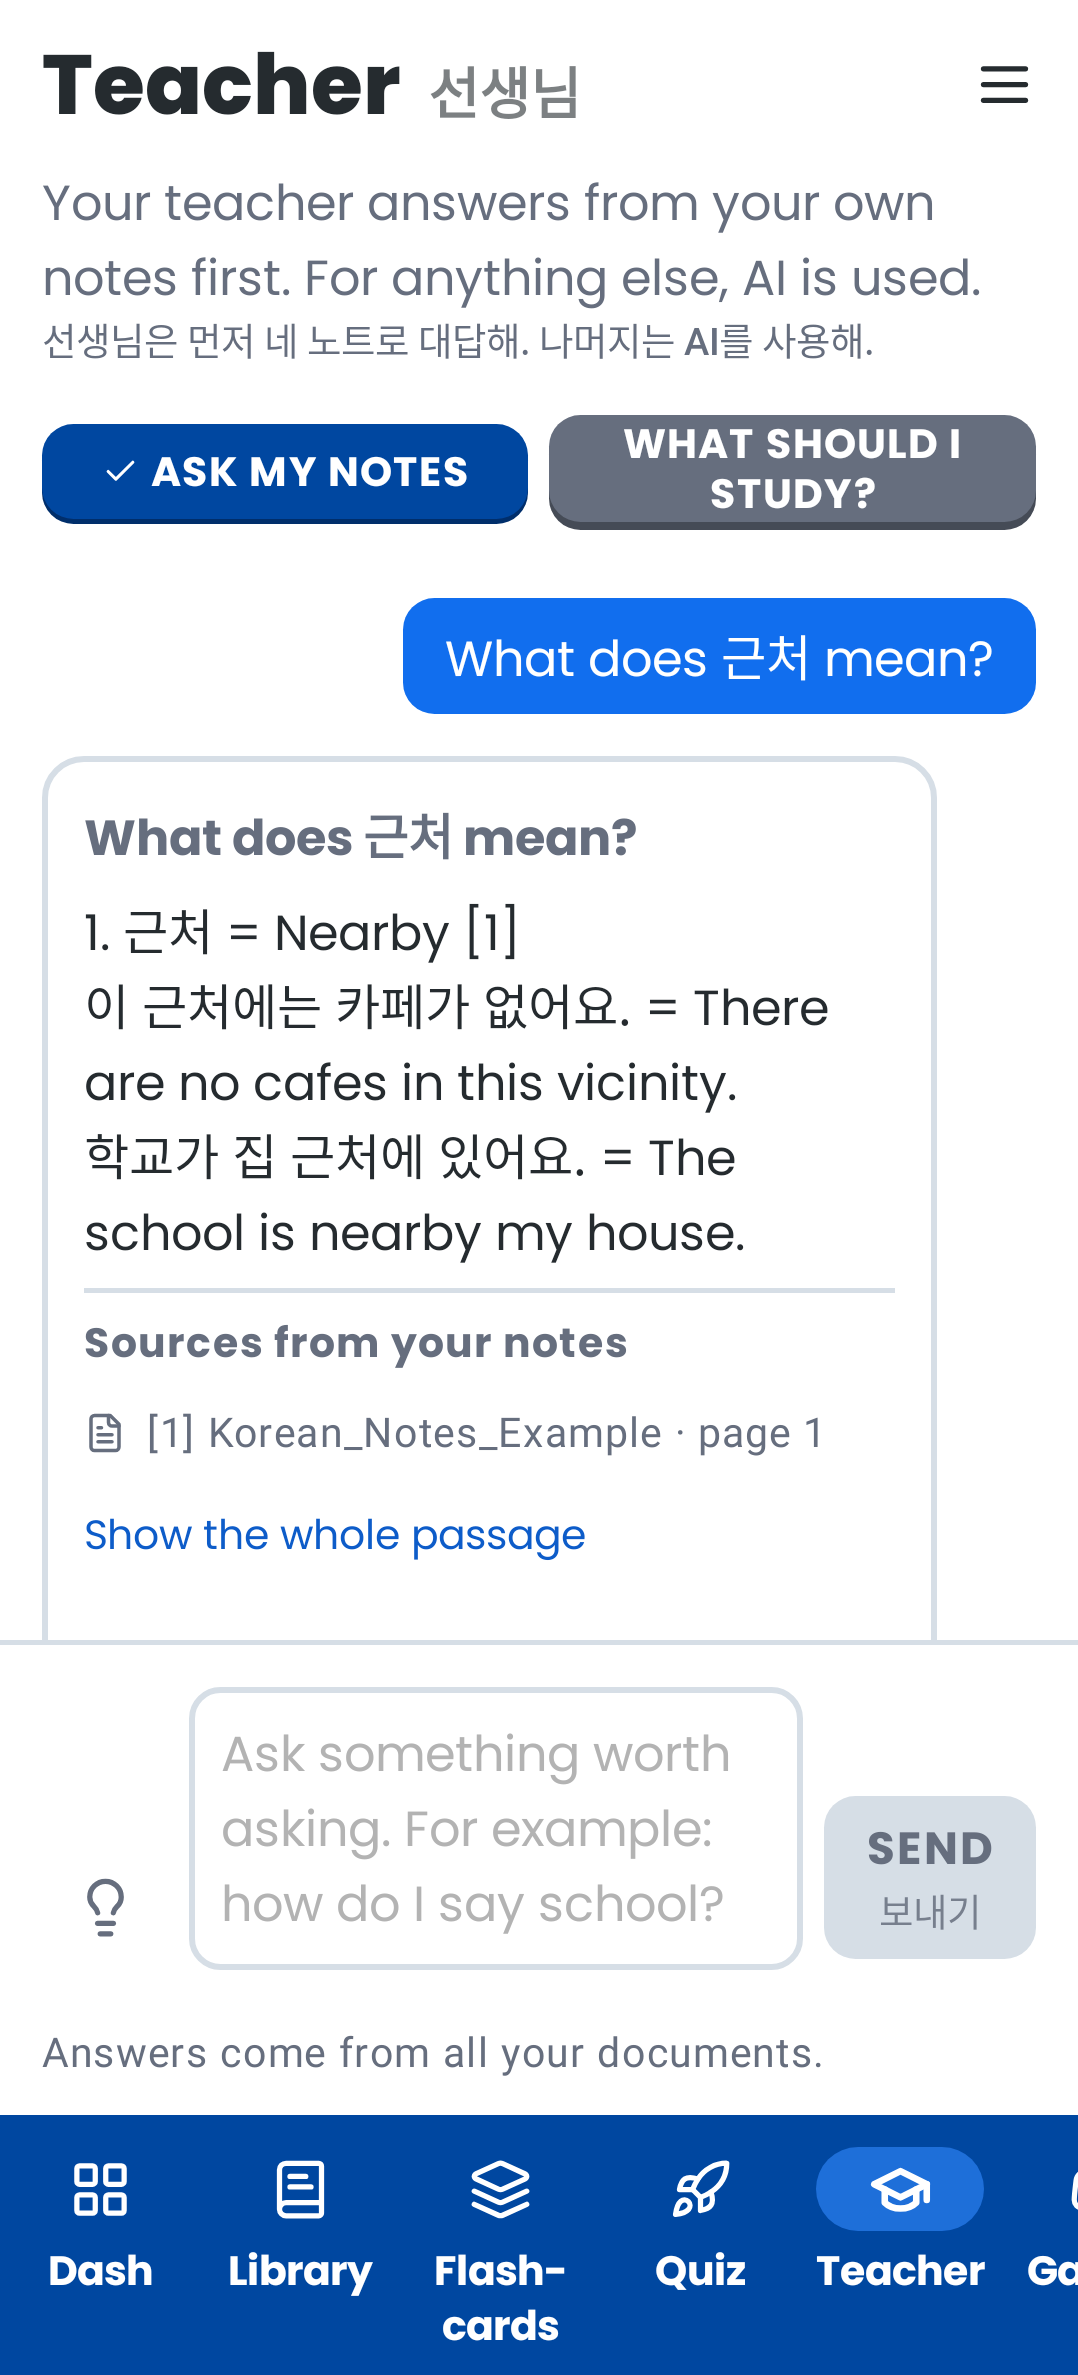 Teacher 선생님
Your teacher answers from your own
notes first. For anything else, AI is used.
선생님은 먼저 네 노트로 대답해. 나머지는 AI를 사용해.
ASK MY NOTES
WHAT SHOULD I
STUDY?
What does 근처 mean?
What does 근처 mean?
1. 근처 = Nearby [1]
이 근처에는 카페가 없어요. = There
are no cafes in this vicinity.
학교가 집 근처에 있어요. = The
school is nearby my house.
Sources from your notes
[1] Korean_Notes_Example · page 1
Show the whole passage
Ask something worth
asking. For example:
how do I say school?
SEND
보내기
Answers come from all your documents.
Dash
Library
Flash-
cards
Quiz
Teacher